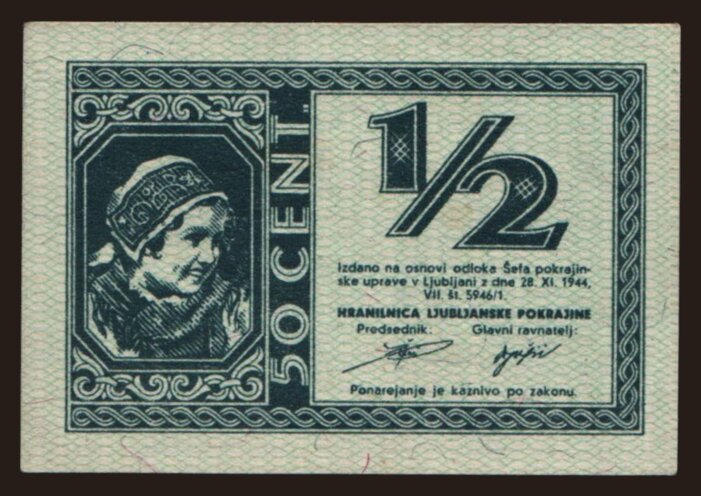 50 CENT.
1/2
Izdano na osnovi odloka Šefa pokrajin-
ske uprave v Ljubljani z dne 28. XI. 1944,
VII. št. 5946/1.
HRANILNICA LJUBLJANSKE POKRAJINE
Predsednik: Glavni ravnatelj:
Ponarejanje je kaznivo po zakonu.